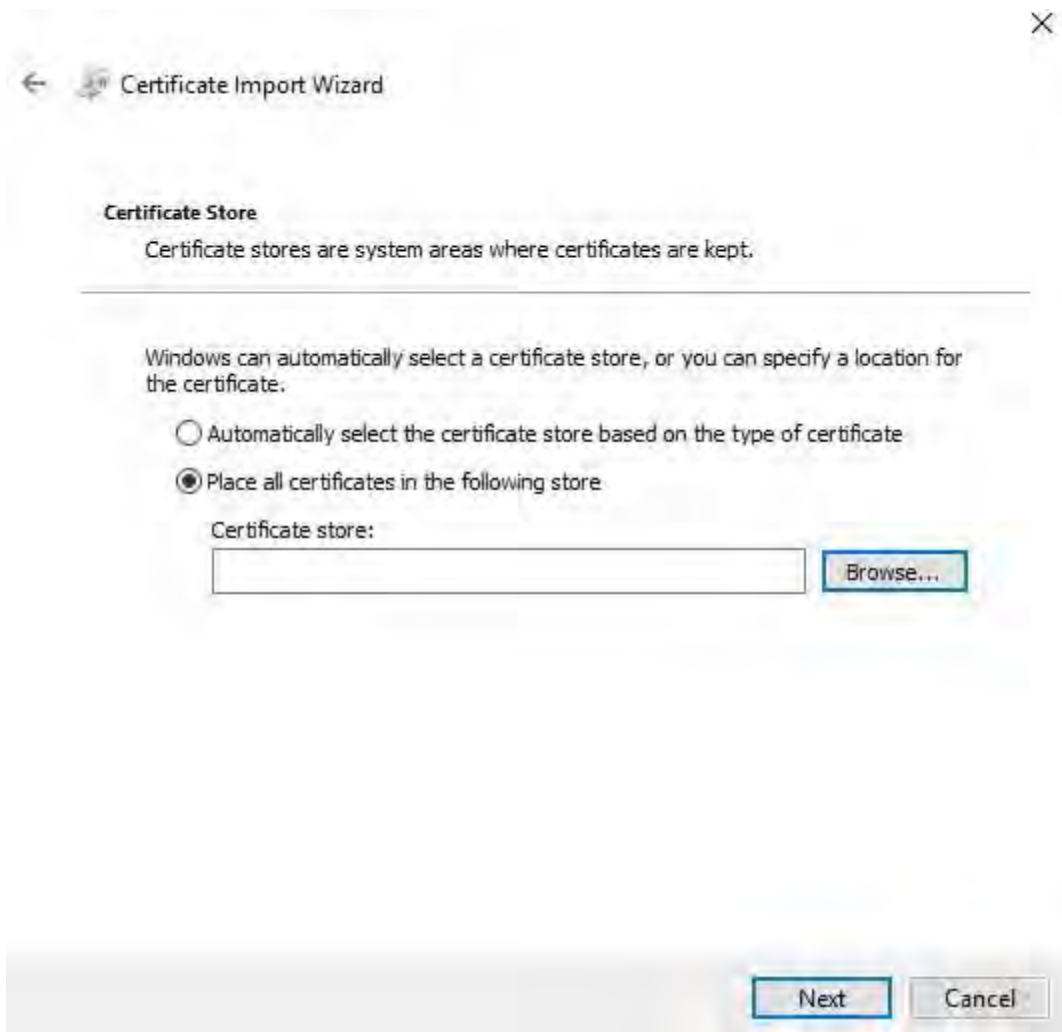 Certificate Import Wizard
Certificate Store
Certificate stores are system areas where certificates are kept.
Windows can automatically select a certificate store, or you can specify a location for
the certificate.
Automatically select the certificate store based on the type of certificate
Place all certificates in the following store
Certificate store:
Browse...
Next
Cancel